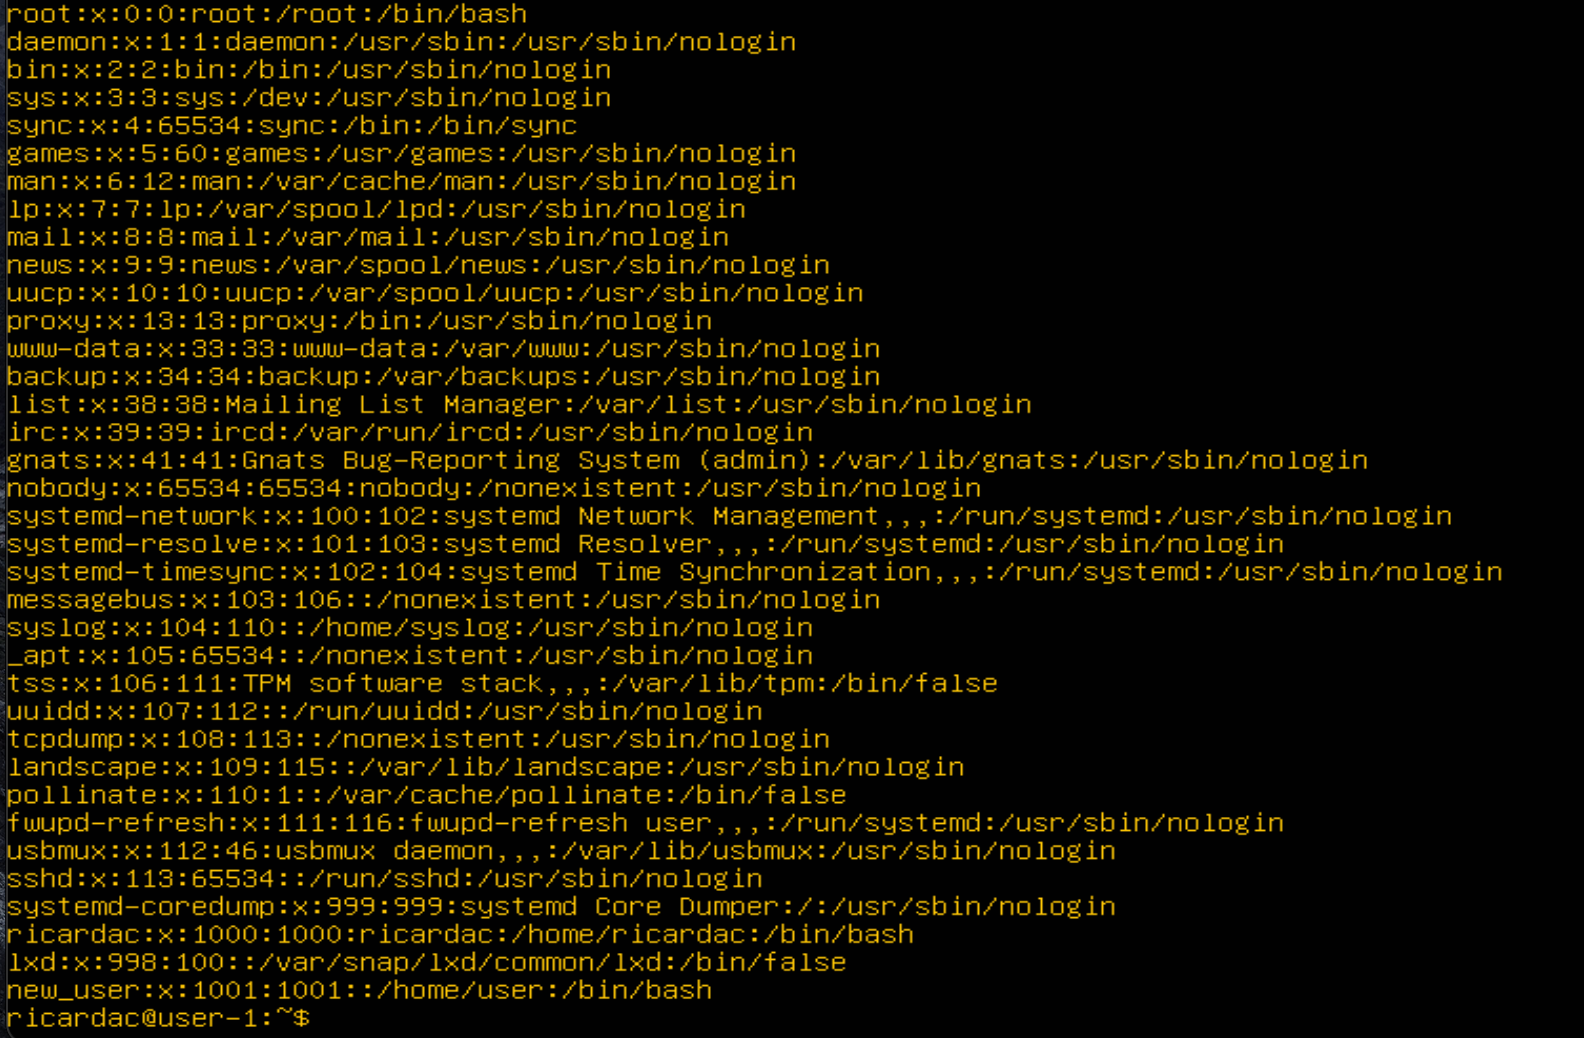 root:x:0:0:root:/root:/bin/bash
daemon:x:1:1:daemon:/usr/sbin:/usr/sbin/nologin
bin:x:2:2:bin:/bin:/usr/sbin/nologin
sys:x:3:3:sys:/dev:/usr/sbin/nologin
sync:x:4:65534:sync:/bin:/bin/sync
games:x:5:60:games:/usr/games:/usr/sbin/nologin
man:x:6:12:man:/var/cache/man:/usr/sbin/nologin
lp:x:7:7:lp:/var/spool/lpd:/usr/sbin/nologin
mail:x:8:8:mail:/var/mail:/usr/sbin/nologin
news:x:9:9:news:/var/spool/news:/usr/sbin/nologin
uucp:x:10:10:uucp:/var/spool/uucp:/usr/sbin/nologin
proxy:x:13:13:proxy:/bin:/usr/sbin/nologin
www-data:x:33:33:www-data:/var/www:/usr/sbin/nologin
backup:x:34:34:backup:/var/backups:/usr/sbin/nologin
list:x:38:38:Mailing List Manager:/var/list:/usr/sbin/nologin
irc:x:39:39:ircd:/var/run/ircd:/usr/sbin/nologin
gnats:x:41:41:Gnats Bug-Reporting System (admin):/var/lib/gnats:/usr/sbin/nologin
nobody:x:65534:65534:nobody:/nonexistent:/usr/sbin/nologin
systemd-network:x:100:102:systemd Network Management,,,:/run/systemd:/usr/sbin/nologin
systemd-resolve:x:101:103:systemd Resolver,,,:/run/systemd:/usr/sbin/nologin
systemd-timesync:x:102:104:systemd Time Synchronization,,,:/run/systemd:/usr/sbin/nologin
messagebus:x:103:106::/nonexistent:/usr/sbin/nologin
syslog:x:104:110::/home/syslog:/usr/sbin/nologin
_apt:x:105:65534::/nonexistent:/usr/sbin/nologin
tss:x:106:111:TPM software stack,,,:/var/lib/tpm:/bin/false
uuidd:x:107:112::/run/uuidd:/usr/sbin/nologin
tcpdump:x:108:113::/nonexistent:/usr/sbin/nologin
landscape:x:109:115::/var/lib/landscape:/usr/sbin/nologin
pollinate:x:110:1::/var/cache/pollinate:/bin/false
fwupd-refresh:x:111:116:fwupd-refresh user,,,:/run/systemd:/usr/sbin/nologin
usbmux:x:112:46:usbmux daemon,,,:/var/lib/usbmux:/usr/sbin/nologin
sshd:x:113:65534::/run/sshd:/usr/sbin/nologin
systemd-coredump:x:999:999:systemd Core Dumper:/:/usr/sbin/nologin
ricardac:x:1000:1000:ricardac:/home/ricardac:/bin/bash
lxd:x:998:100::/var/snap/lxd/common/lxd:/bin/false
new_user:x:1001:1001::/home/user:/bin/bash
ricardac@user-1:~$